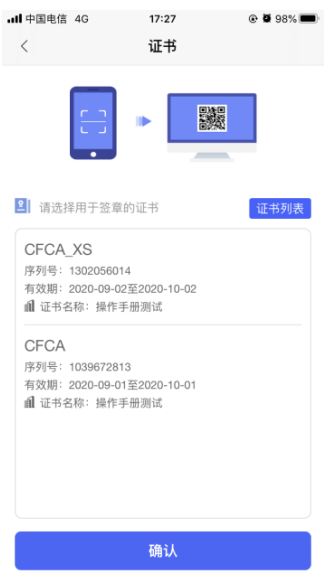 中国电信 4G 17:27 98%
证书
请选择用于签章的证书 证书列表
CFCA_XS
序列号：1302056014
有效期：2020-09-02至2020-10-02
证书名称：操作手册测试
CFCA
序列号：1039672813
有效期：2020-09-01至2020-10-01
证书名称：操作手册测试
确认